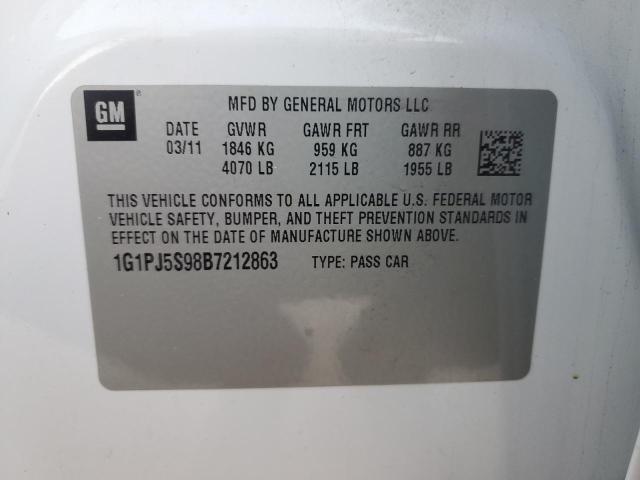 GM ®
MFD BY GENERAL MOTORS LLC
DATE GVWR GAWR FRT GAWR RR
03/11 1846 KG 959 KG 887 KG
4070 LB 2115 LB 1955 LB
THIS VEHICLE CONFORMS TO ALL APPLICABLE U.S. FEDERAL MOTOR
VEHICLE SAFETY, BUMPER, AND THEFT PREVENTION STANDARDS IN
EFFECT ON THE DATE OF MANUFACTURE SHOWN ABOVE.
1G1PJ5S98B7212863 TYPE: PASS CAR